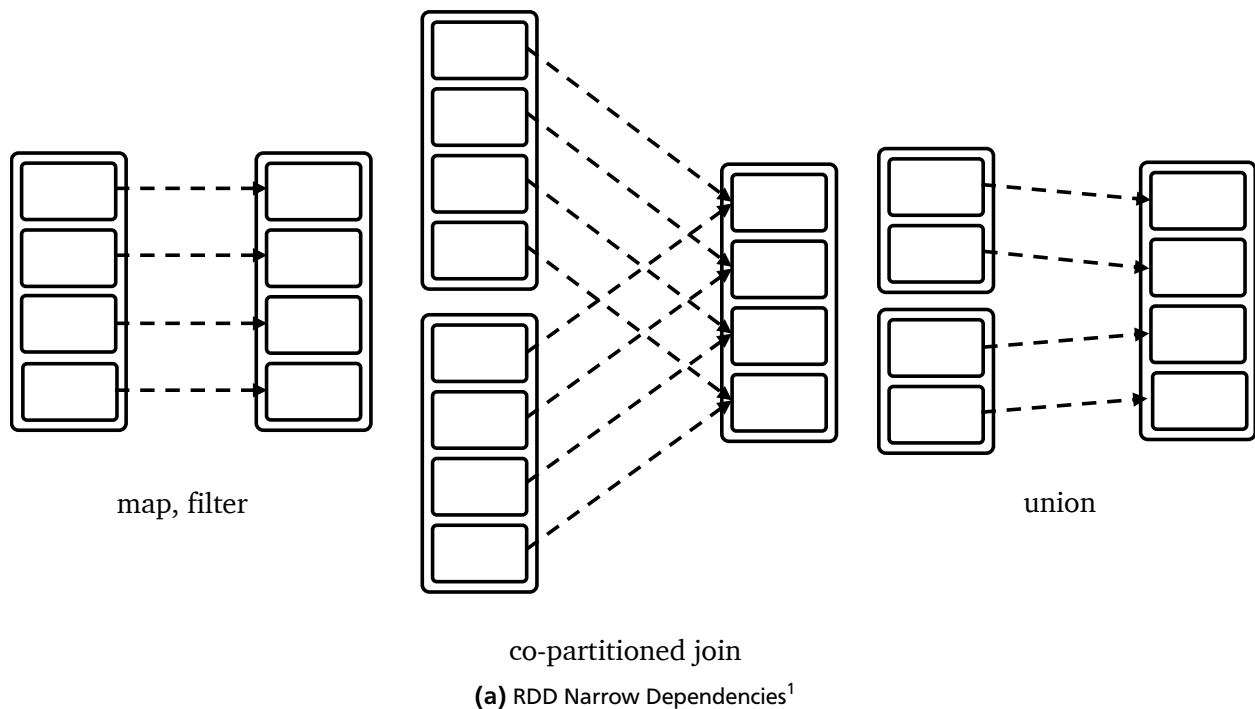 map, filter
union
co-partitioned join
(a) RDD Narrow Dependencies¹